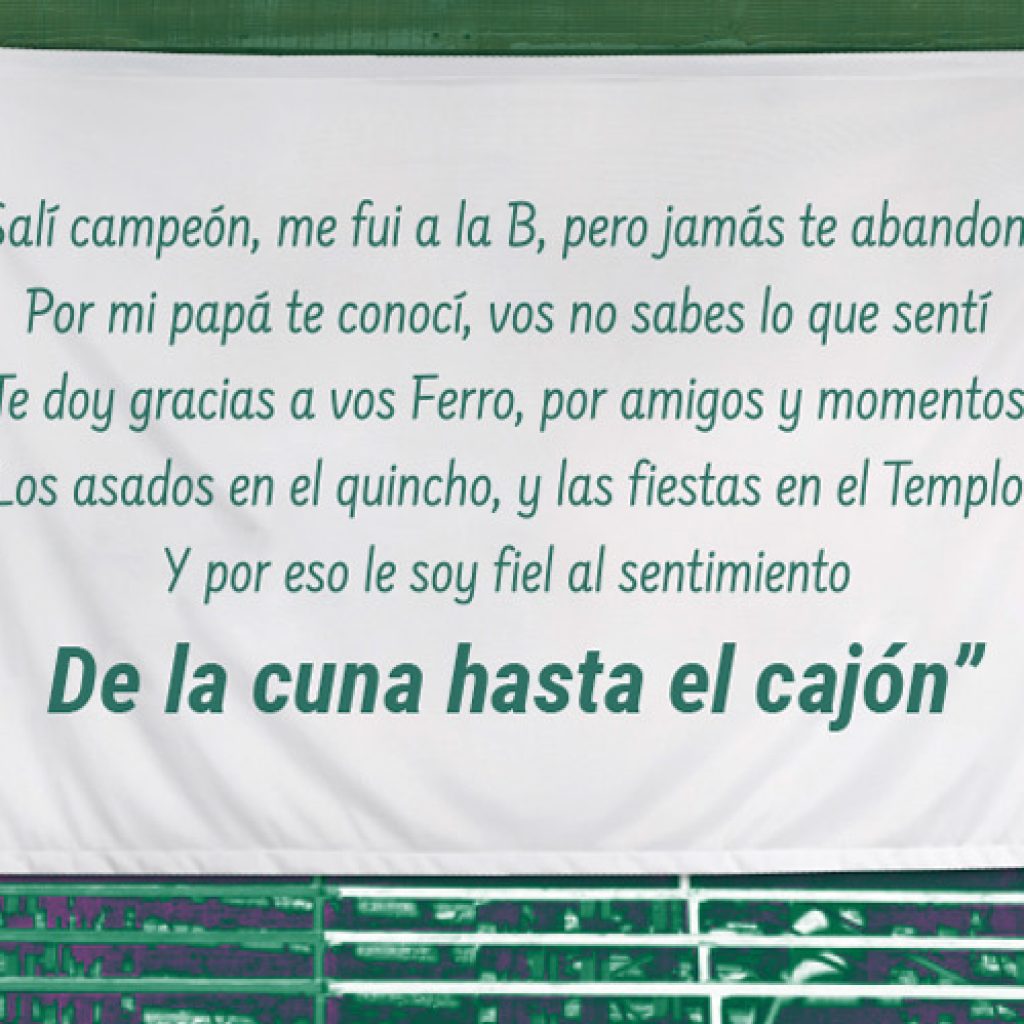 Salí campeón, me fui a la B, pero jamás te abandon
Por mi papá te conocí, vos no sabes lo que sentí
Te doy gracias a vos Ferro, por amigos y momentos
Los asados en el quincho, y las fiestas en el Templo
Y por eso le soy fiel al sentimiento
De la cuna hasta el cajón”